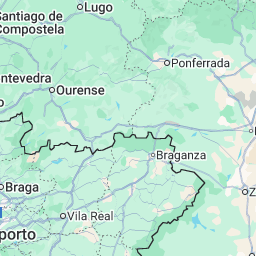 Santiago de
Compostela
Lugo
Ponferrada
ntevedra
Ourense
Braganza
Braga
Vila Real
porto
Z